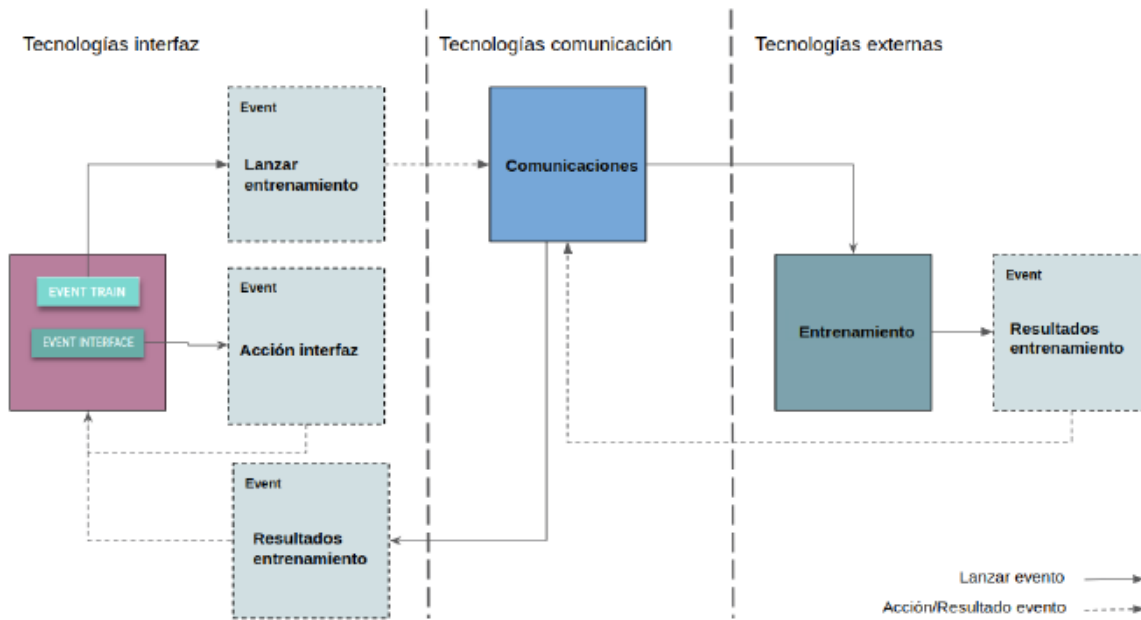 Tecnologías interfaz
Tecnologías comunicación
Tecnologías externas
Event
Lanzar
entrenamiento
Comunicaciones
EVENT TRAIN
EVENT INTERFACE
Event
Acción interfaz
Entrenamiento
Event
Resultados
entrenamiento
Event
Resultados
entrenamiento
Lanzar evento
Acción/Resultado evento